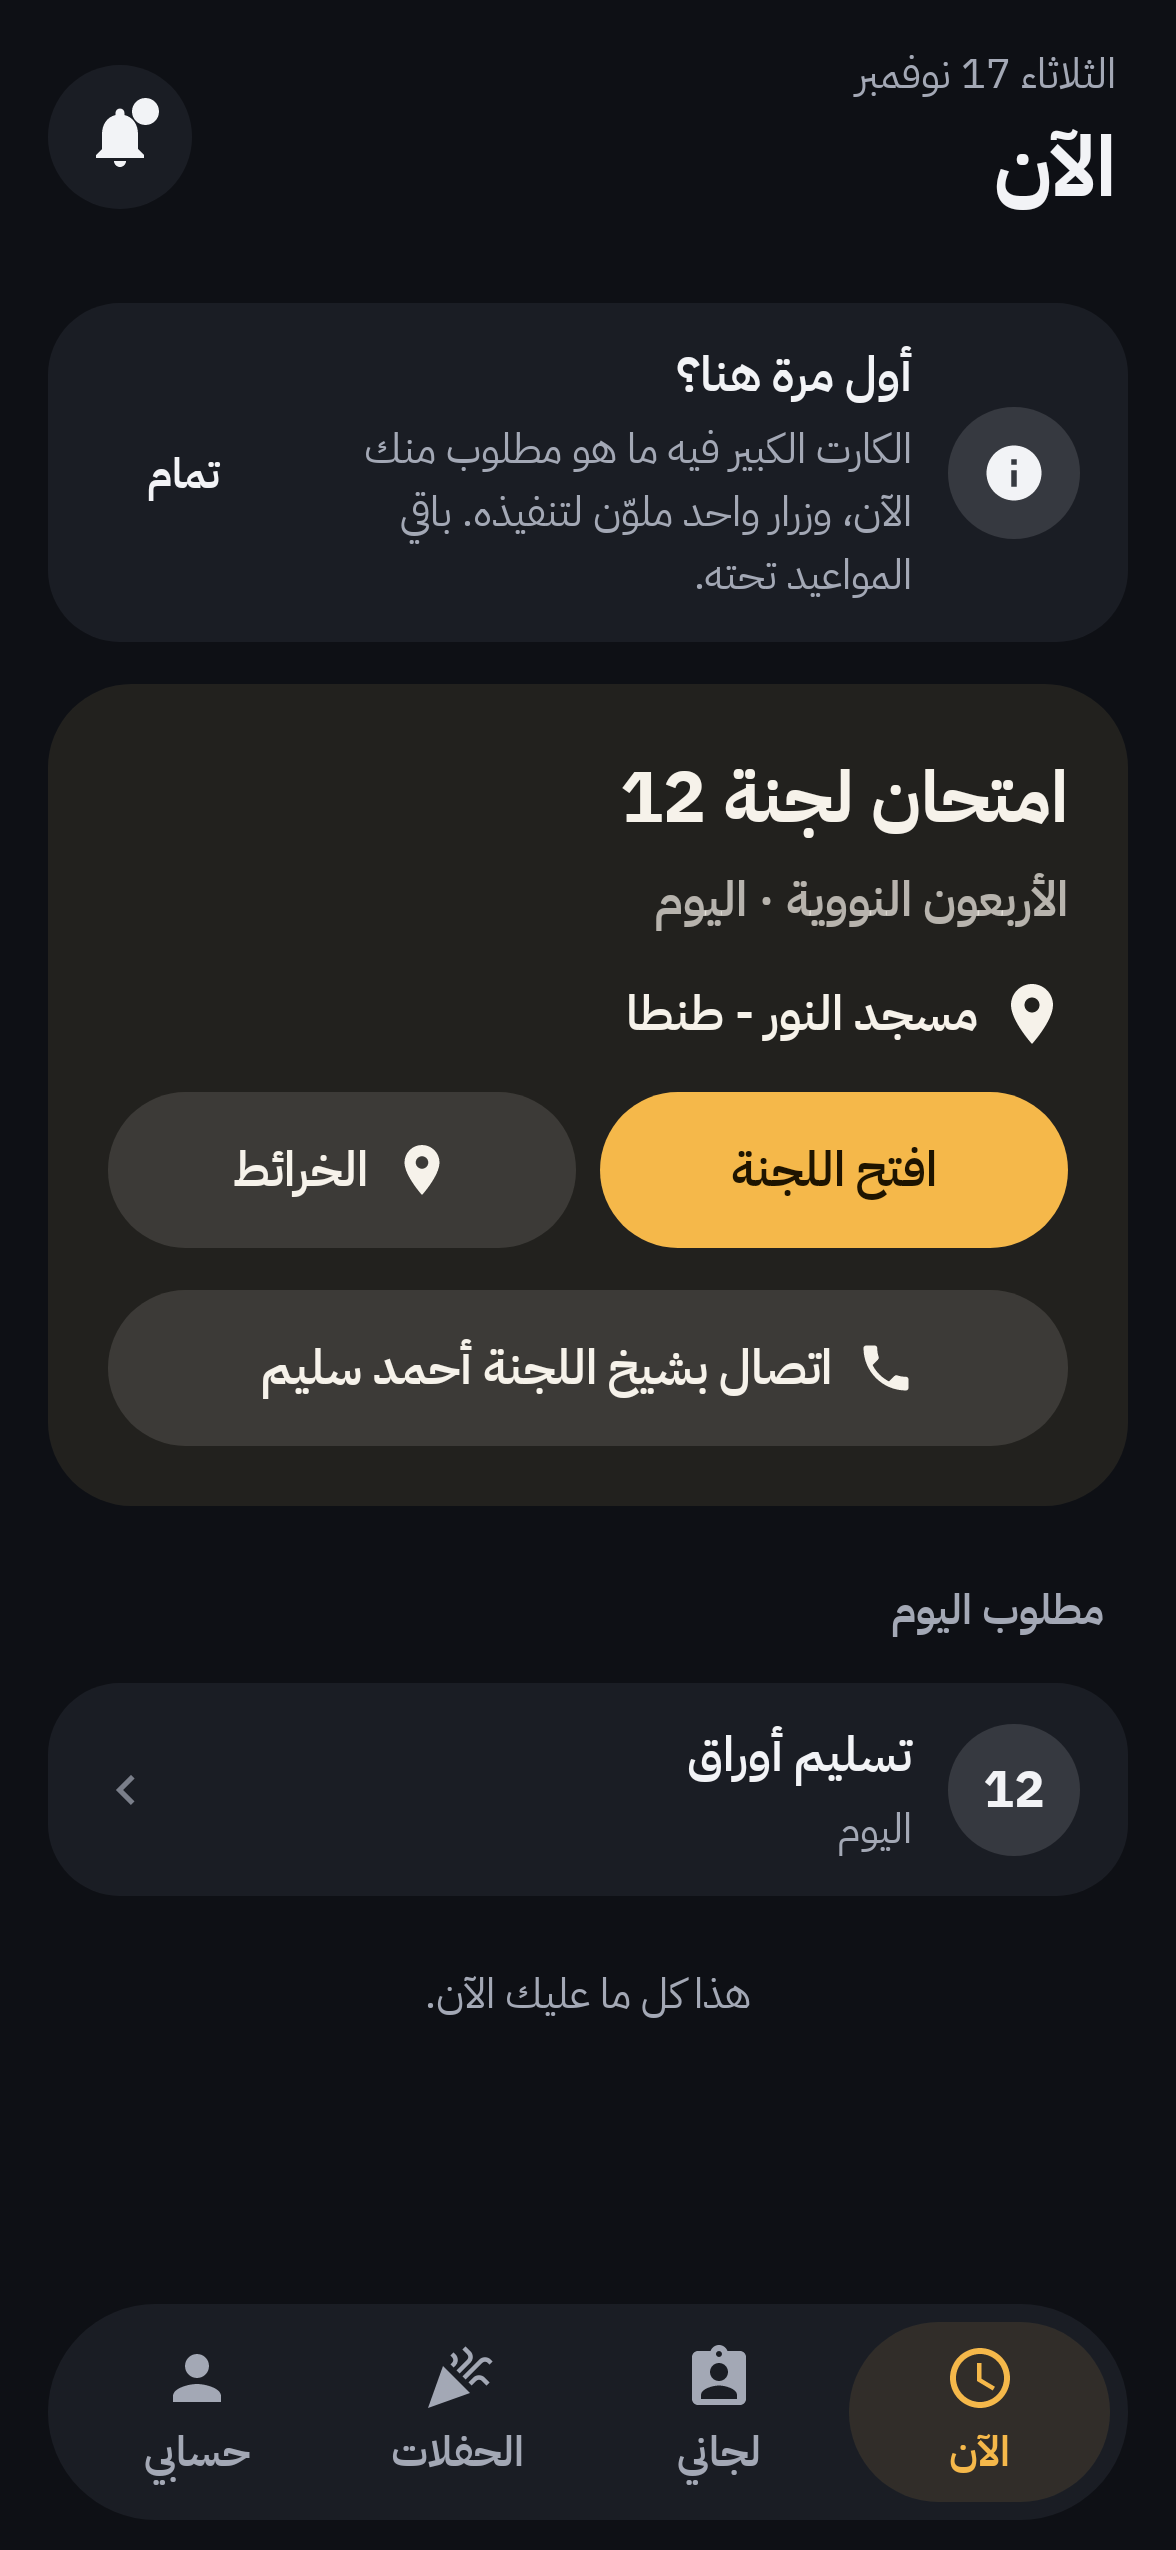 الثلاثاء 17 نوفمبر
الآن
أول مرة هنا؟
الكارت الكبير فيه ما هو مطلوب منك
الآن، وزرار واحد ملوّن لتنفيذه. باقي
المواعيد تحته.
تمام
امتحان لجنة 12
الأربعون النووية · اليوم
مسجد النور - طنطا
افتح اللجنة
الخرائط
اتصال بشيخ اللجنة أحمد سليم
مطلوب اليوم
12
تسليم أوراق
اليوم
هذا كل ما عليك الآن.
الآن
لجاني
الحفلات
حسابي